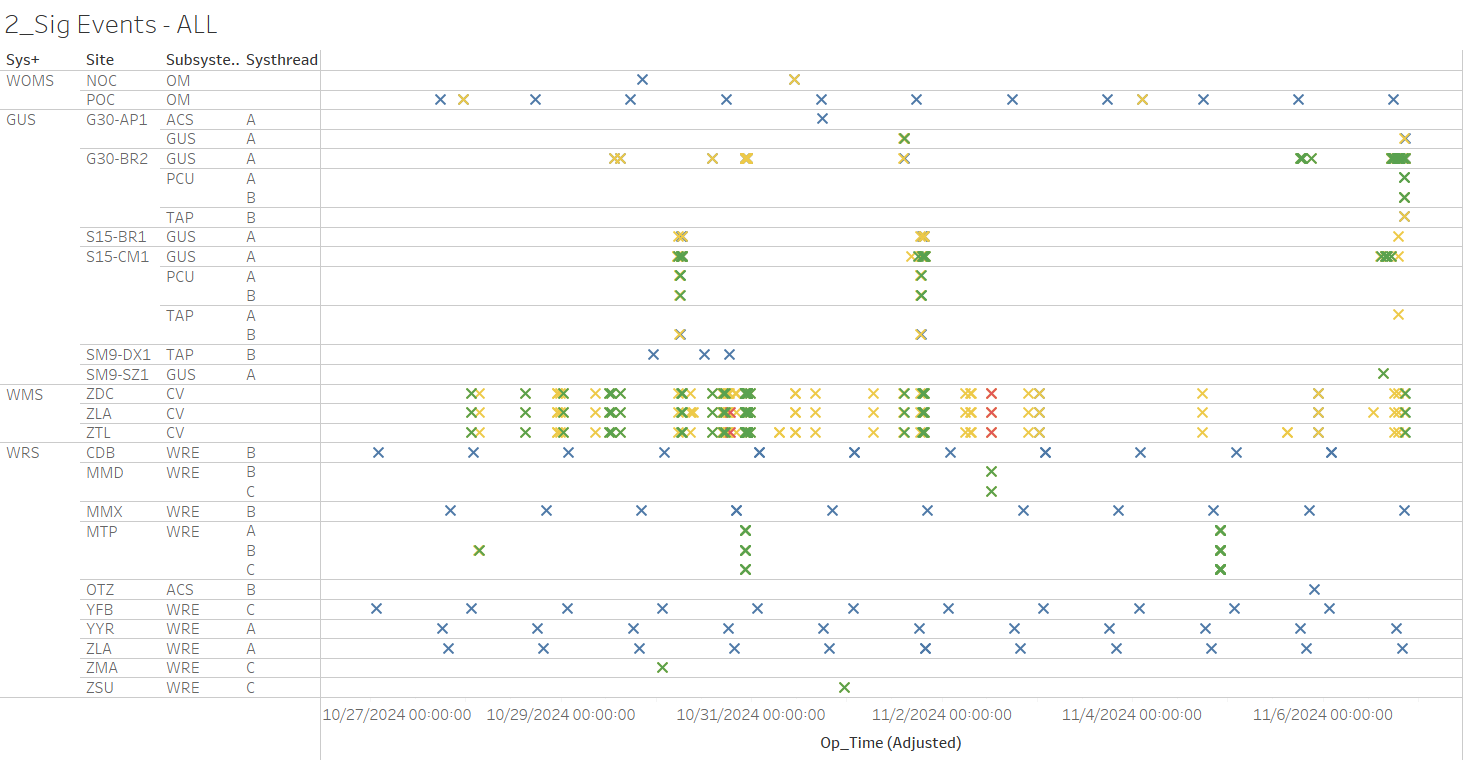 2_Sig Events - ALL
Sys+ Site Subsyste.. Systhread
WOMS NOC OM
POC OM
GUS G30-AP1 ACS A
GUS A
G30-BR2 GUS A
PCU A
B
TAP B
S15-BR1 GUS A
S15-CM1 GUS A
PCU A
B
TAP A
B
SM9-DX1 TAP B
SM9-SZ1 GUS A
WMS ZDC CV
ZLA CV
ZTL CV
WRS CDB WRE B
MMD WRE B
C
MMX WRE B
MTP WRE A
B
C
OTZ ACS B
YFB WRE C
YYR WRE A
ZLA WRE A
ZMA WRE C
ZSU WRE C
10/27/2024 00:00:00 10/29/2024 00:00:00 10/31/2024 00:00:00 11/2/2024 00:00:00 11/4/2024 00:00:00 11/6/2024 00:00:00
Op_Time (Adjusted)